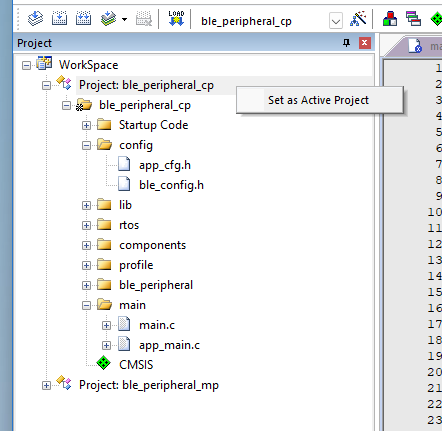 LOAD
ble_peripheral_cp
Project
WorkSpace
Project: ble_peripheral_cp
Set as Active Project
ble_peripheral_cp
Startup Code
config
app_cfg.h
ble_config.h
lib
rtos
components
profile
ble_peripheral
main
main.c
app_main.c
CMSIS
Project: ble_peripheral_mp
1
2
3
4
5
6
7
8
9
10
11
12
13
14
15
16
17
18
19
20
21
22
23